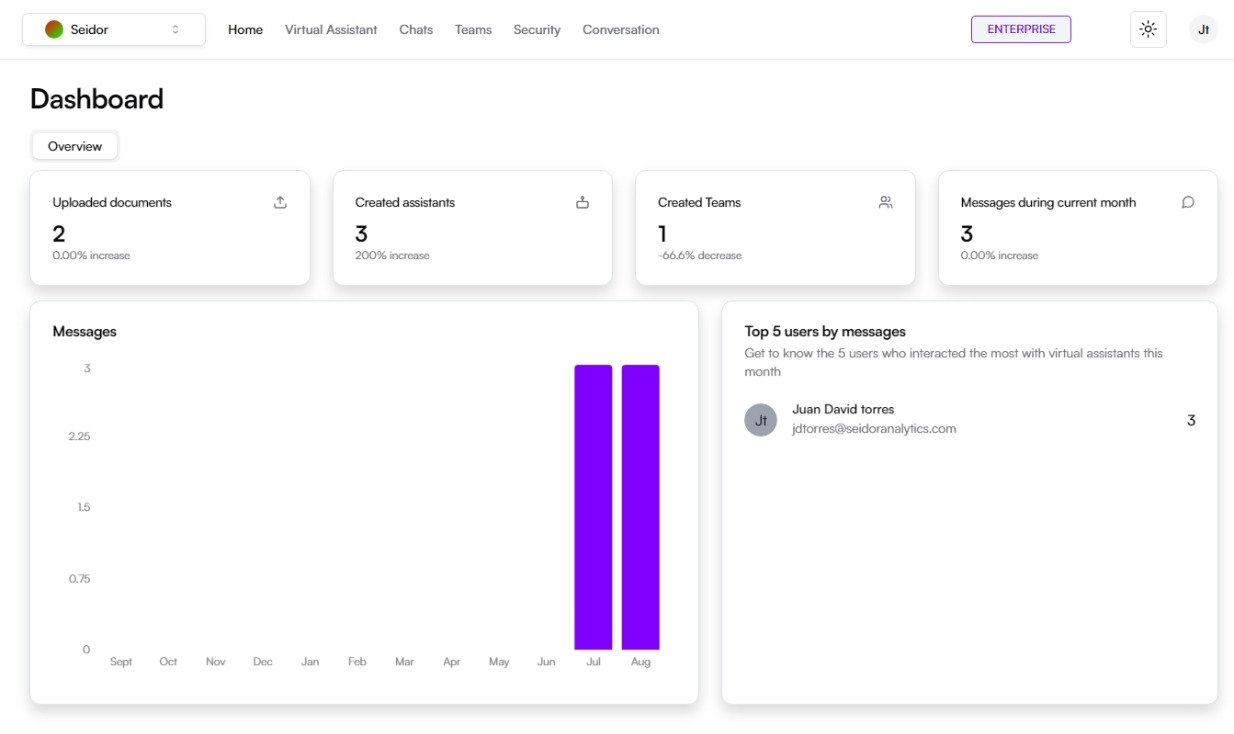 Seidor Home Virtual Assistant Chats Teams Security Conversation ENTERPRISE Jt
Dashboard
Overview
Uploaded documents
2
0.00% increase
Created assistants
3
200% increase
Created Teams
1
-66.6% decrease
Messages during current month
3
0.00% increase
Messages
3
2.25
1.5
0.75
0
Sept Oct Nov Dec Jan Feb Mar Apr May Jun Jul Aug
Top 5 users by messages
Get to know the 5 users who interacted the most with virtual assistants this
month
Jt
Juan David torres
jdtorres@seidoranalytics.com
3